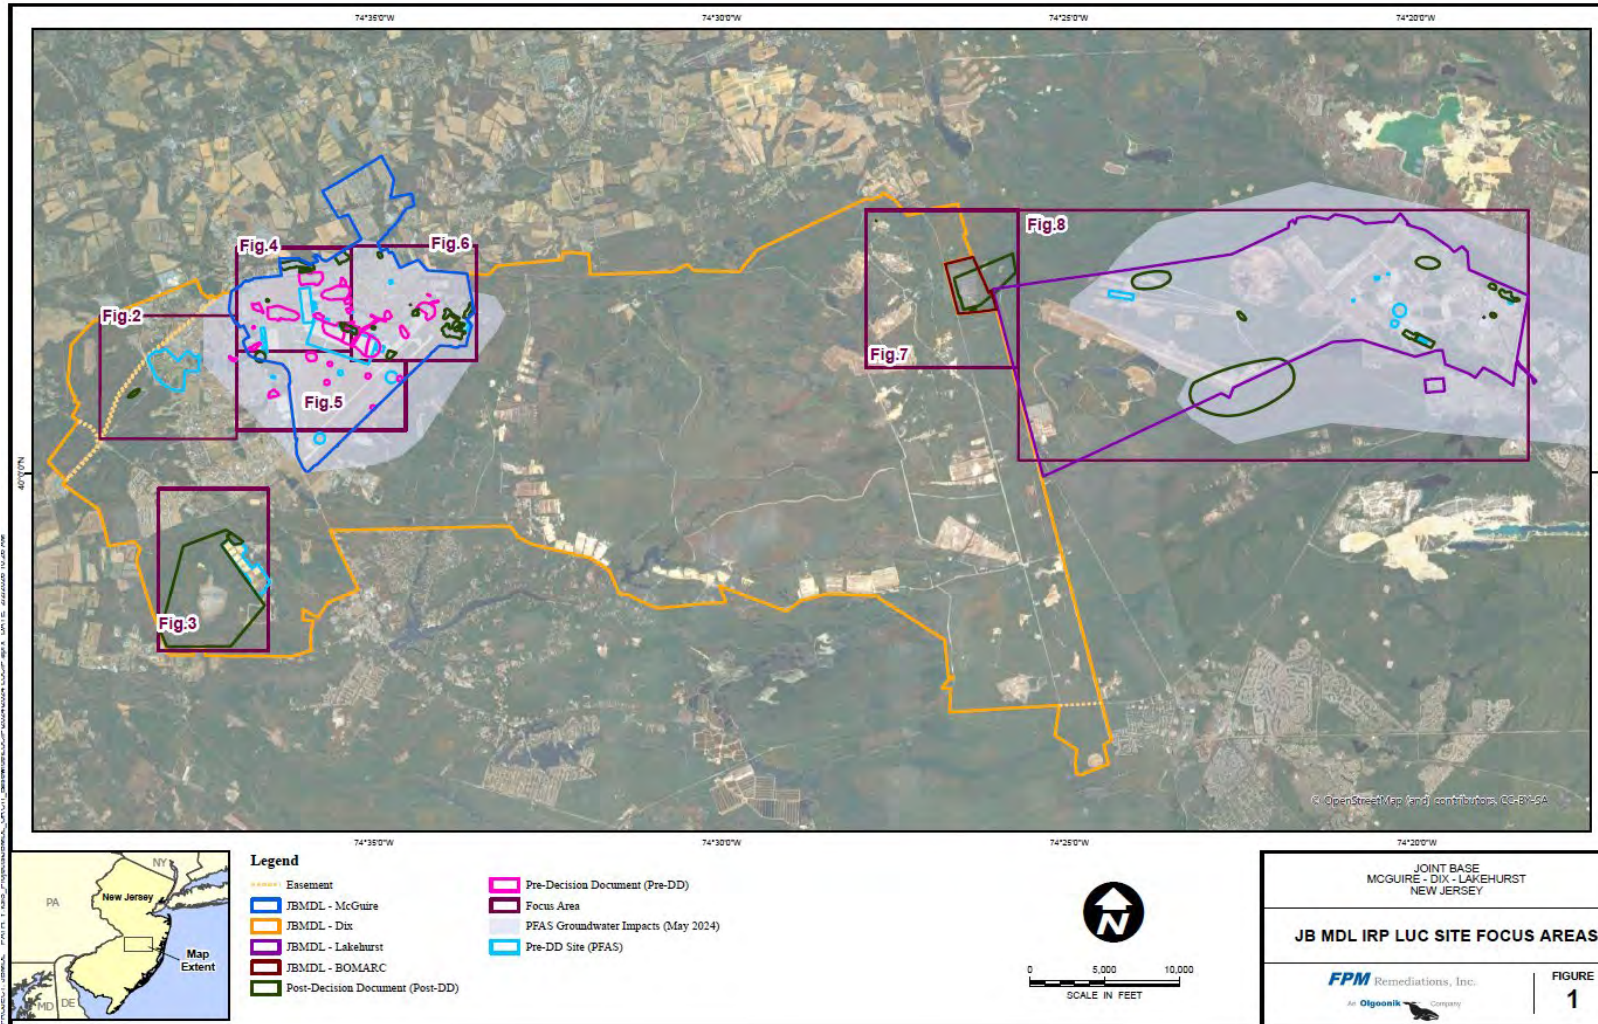 74°35'0"W
74°30'0"W
74°25'0"W
74°20'0"W
Fig.4
Fig.6
Fig.8
Fig.2
Fig.7
Fig.5
40°0'0"N
Fig.3
© OpenStreetMap (and) contributors, CC-BY-SA
74°35'0"W
74°30'0"W
74°25'0"W
74°20'0"W
NY
PA
New Jersey
Map
Extent
MD
DE
Legend
Easement
JBMDL - McGuire
JBMDL - Dix
JBMDL - Lakehurst
JBMDL - BOMARC
Post-Decision Document (Post-DD)
Pre-Decision Document (Pre-DD)
Focus Area
PFAS Groundwater Impacts (May 2024)
Pre-DD Site (PFAS)
N
0 5,000 10,000
SCALE IN FEET
JOINT BASE
MCGUIRE - DIX - LAKEHURST
NEW JERSEY
JB MDL IRP LUC SITE FOCUS AREAS
FPM Remediations, Inc.
An Olgoonik Company
FIGURE
1